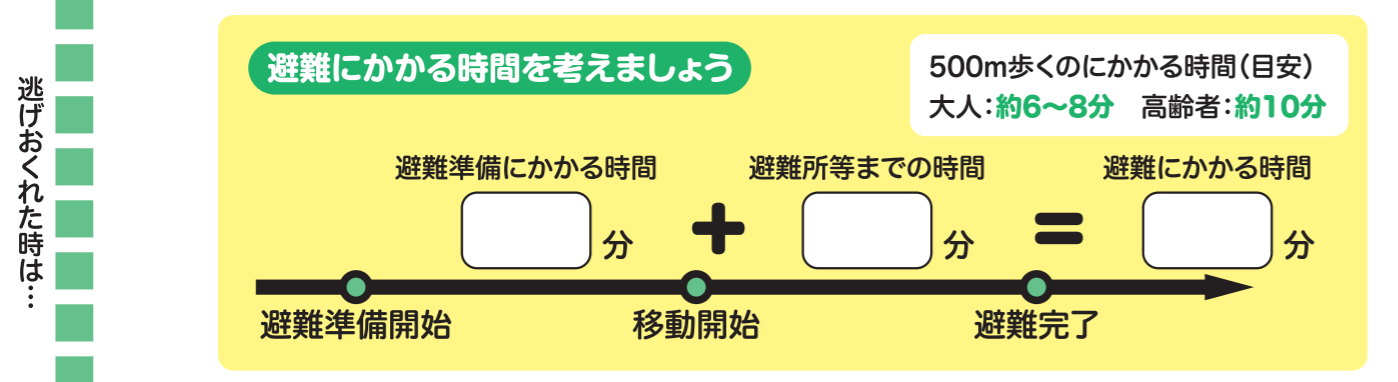 逃げおくれた時は…
避難にかかる時間を考えましょう
500m歩くのにかかる時間（目安）
大人：約6〜8分　高齢者：約10分
避難準備にかかる時間
分
+
避難所等までの時間
分
=
避難にかかる時間
分
避難準備開始
移動開始
避難完了